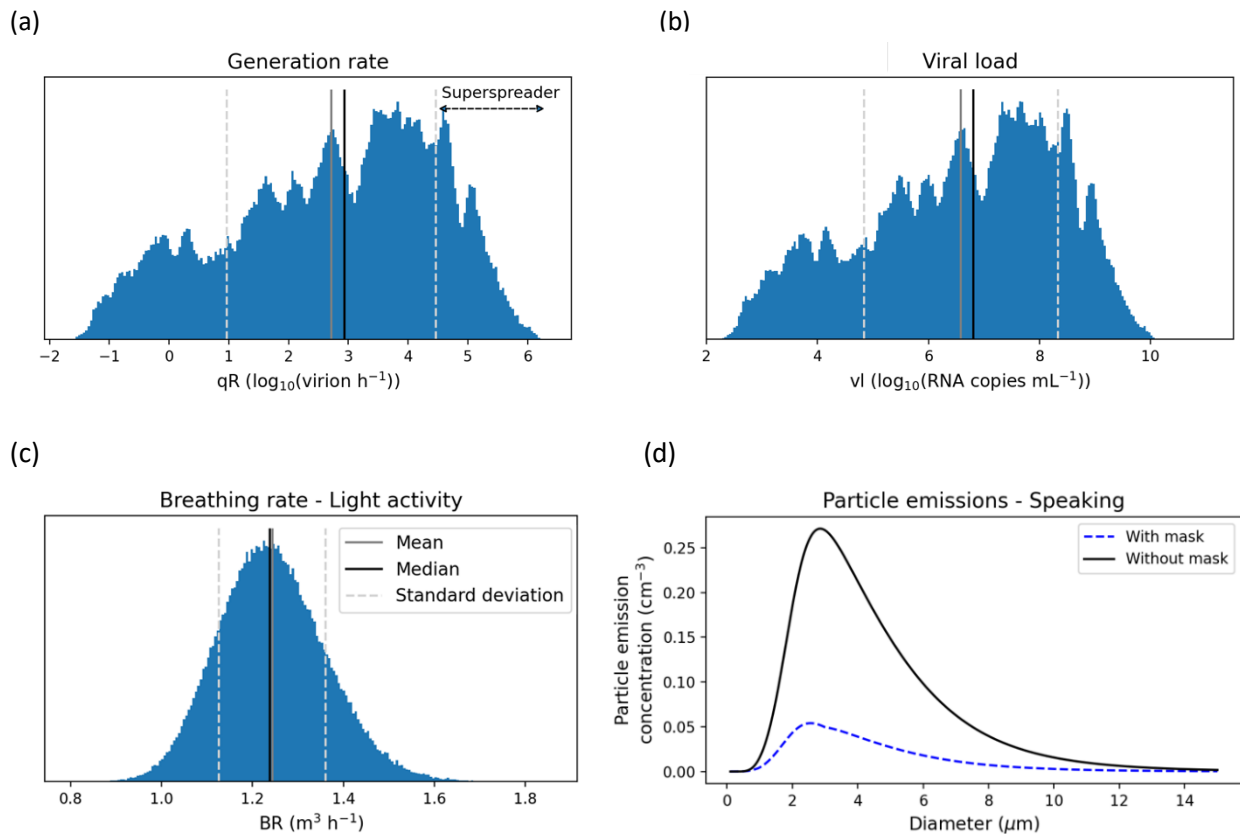 (a)
Generation rate
Superspreader
−2 −1 0 1 2 3 4 5 6
qR (log₁₀(virion h⁻¹))
(b)
Viral load
2 4 6 8 10
vl (log₁₀(RNA copies mL⁻¹))
(c)
Breathing rate - Light activity
Mean
Median
Standard deviation
0.8 1.0 1.2 1.4 1.6 1.8
BR (m³ h⁻¹)
(d)
Particle emissions - Speaking
With mask
Without mask
Particle emission
concentration (cm⁻³)
0.25
0.20
0.15
0.10
0.05
0.00
0 2 4 6 8 10 12 14
Diameter (μm)